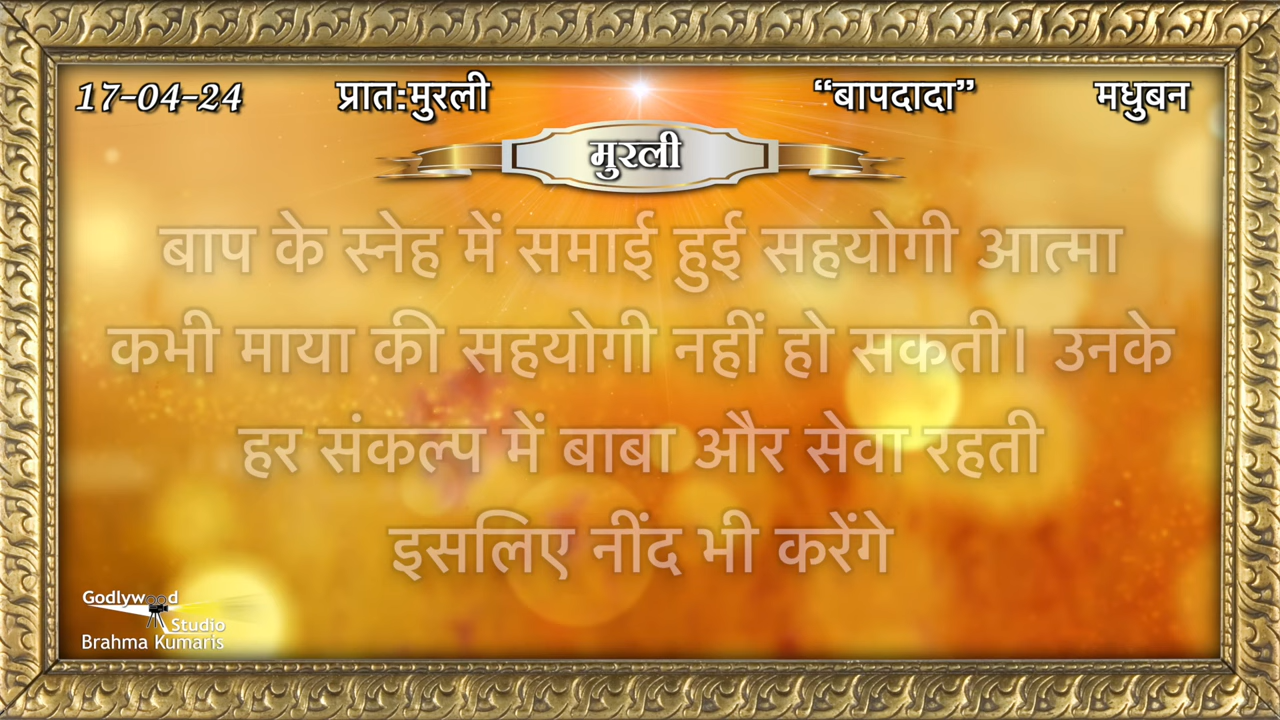 17-04-24 प्रात:मुरली “बापदादा” मधुबन
मुरली
बाप के स्नेह में समाई हुई सहयोगी आत्मा
कभी माया की सहयोगी नहीं हो सकती। उनके
हर संकल्प में बाबा और सेवा रहती
इसलिए नींद भी करेंगे
Godlywood
Studio
Brahma Kumaris